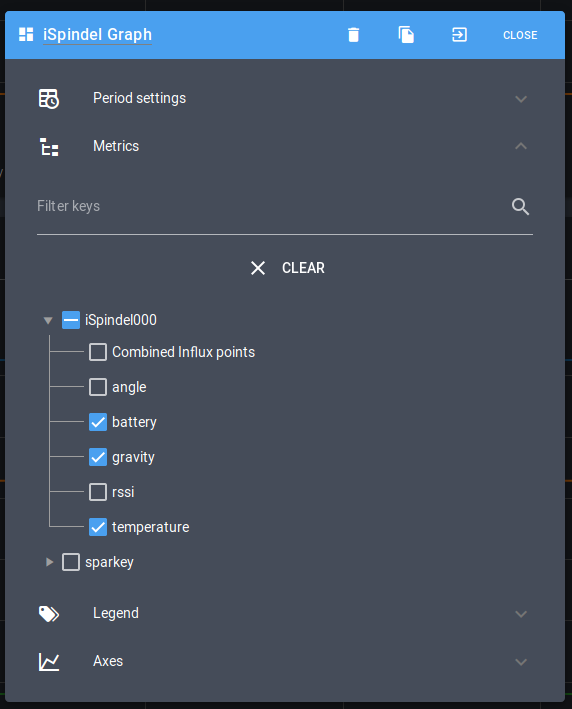 iSpindel Graph
CLOSE
Period settings
Metrics
Filter keys
CLEAR
iSpindel000
Combined Influx points
angle
battery
gravity
rssi
temperature
sparkey
Legend
Axes